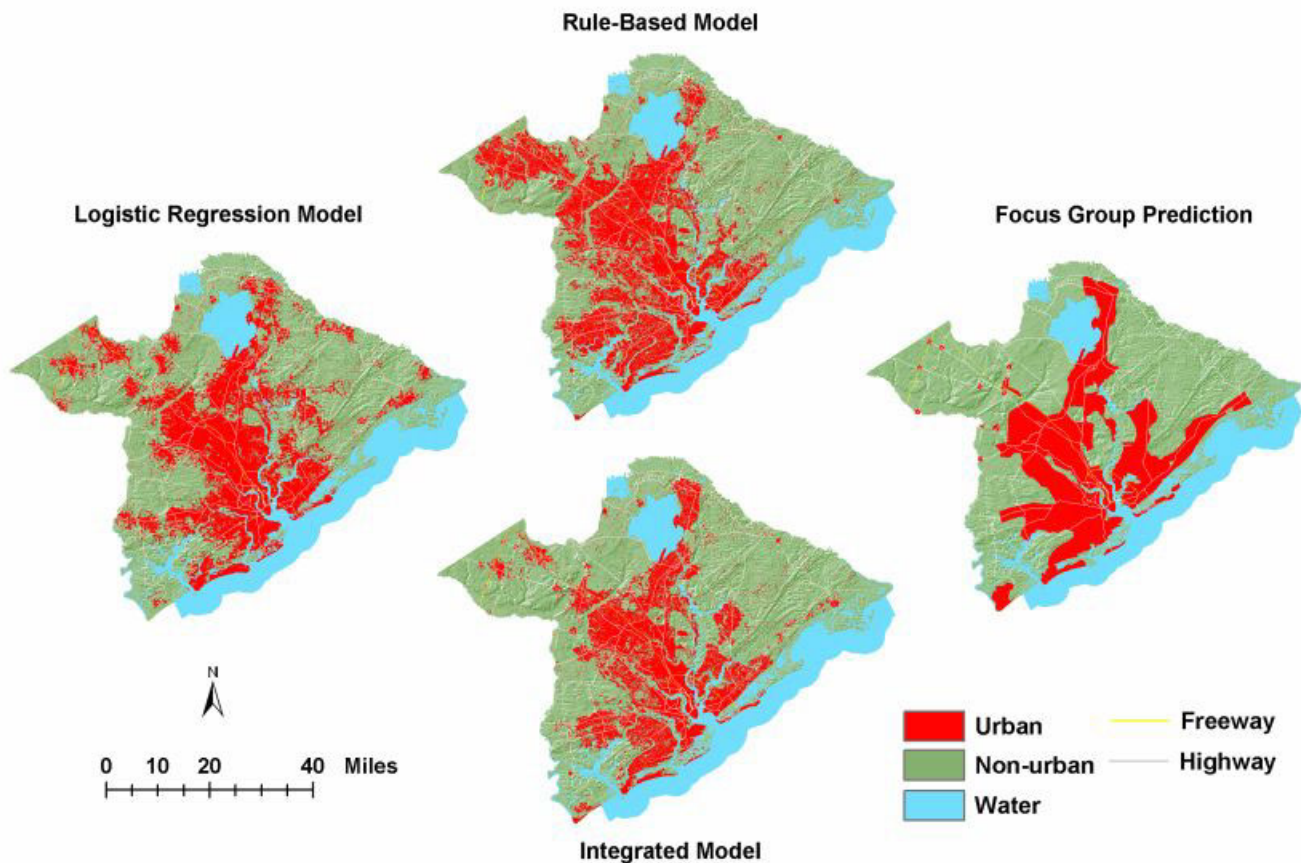 Rule-Based Model
Logistic Regression Model
Focus Group Prediction
N
0 10 20 40 Miles
Urban
Non-urban
Water
Freeway
Highway
Integrated Model